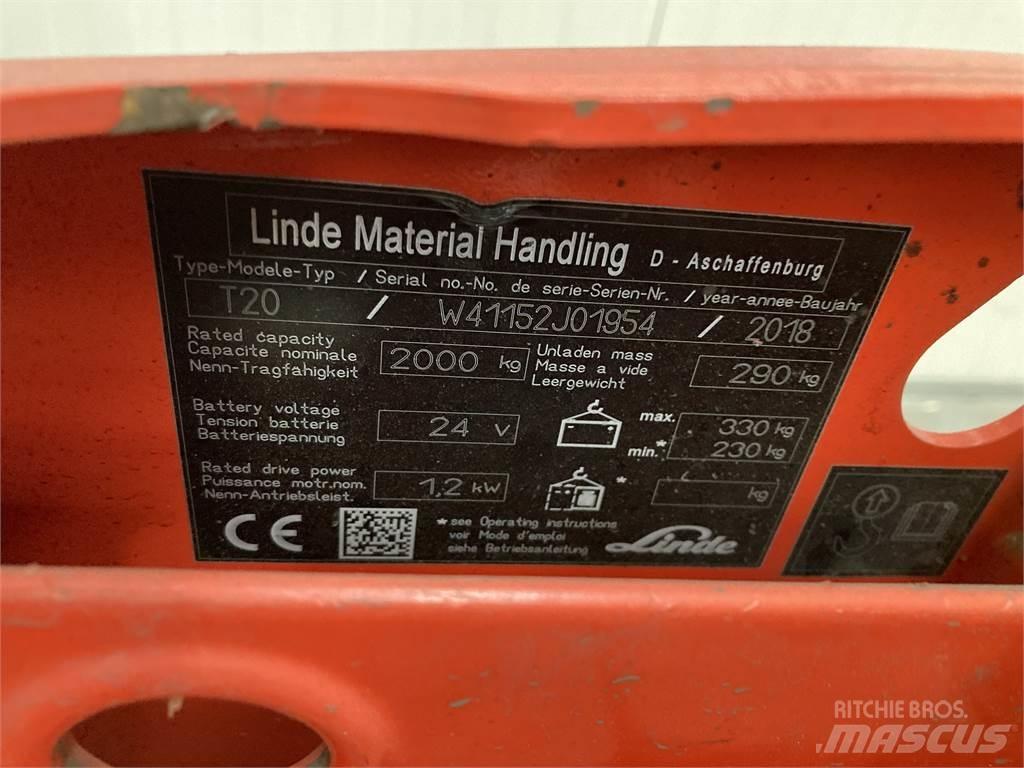 Linde Material Handling D - Aschaffenburg
Type-Modele-Typ / Serial no.-No. de serie-Serien-Nr. / year-annee-Baujahr
T20 / W41152J01954 / 2018
Rated capacity
Capacite nominale
Nenn-Tragfähigkeit
2000 kg
Unladen mass
Masse a vide
Leergewicht
290 kg
Battery voltage
Tension batterie
Batteriespannung
24 V
max. 330 kg
min.* 230 kg
Rated drive power
Puissance motr.nom.
Nenn-Antriebsleist.
1,2 kW
* kg
CE
*see Operating instructions
voir Mode d'emploi
siehe Betriebsanleitung
Linde
RITCHIE BROS.
MASCUS